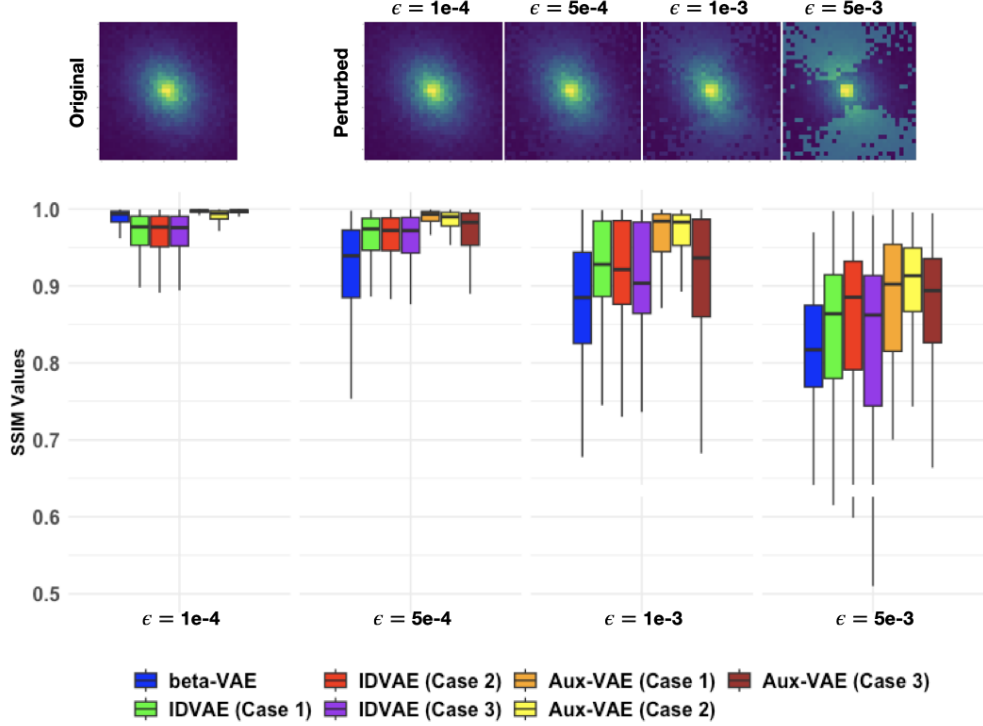 ϵ = 1e-4 ϵ = 5e-4 ϵ = 1e-3 ϵ = 5e-3
Original
Perturbed
SSIM Values
1.0
0.9
0.8
0.7
0.6
0.5
ϵ = 1e-4 ϵ = 5e-4 ϵ = 1e-3 ϵ = 5e-3
beta-VAE IDVAE (Case 2) Aux-VAE (Case 1) Aux-VAE (Case 3)
IDVAE (Case 1) IDVAE (Case 3) Aux-VAE (Case 2)